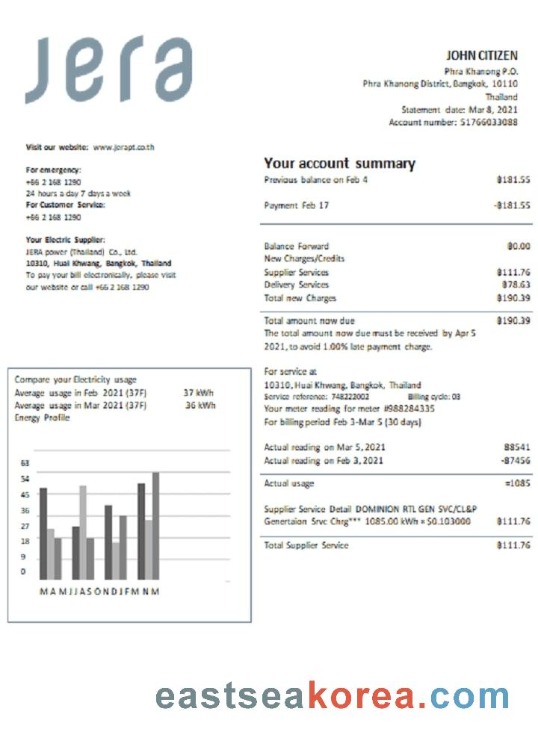 Jera
JOHN CITIZEN
Phra Khanong P.O.
Phra Khanong District, Bangkok, 10110
Thailand
Statement date: Mar 8, 2021
Account number: 51766033088
Visit our website: www.jerapt.co.th
For emergency:
+66 2 168 1290
24 hours a day 7 days a week
For Customer Service:
+66 2 168 1290
Your Electric Supplier:
JERA power (Thailand) Co., Ltd.
10310, Huai Khwang, Bangkok, Thailand
To pay your bill electronically, please visit
our website or call +66 2 168 1290
Your account summary
Previous balance on Feb 4 ฿181.55
Payment Feb 17 -฿181.55
Balance Forward ฿0.00
New Charges/Credits
Supplier Services ฿111.76
Delivery Services ฿78.63
Total new Charges ฿190.39
Total amount now due ฿190.39
The total amount now due must be received by Apr 5
2021, to avoid 1.00% late payment charge.
For service at
10310, Huai Khwang, Bangkok, Thailand
Service reference: 748222002 Billing cycle: 03
Your meter reading for meter #988284335
For billing period Feb 3-Mar 5 (30 days)
Actual reading on Mar 5, 2021 88541
Actual reading on Feb 3, 2021 -87456
Actual usage =1085
Supplier Service Detail DOMINION RTL GEN SVC/CL&P
Genertaion Srvc Chrg*** 1085.00 kWh × $0.103000 ฿111.76
Total Supplier Service ฿111.76
Compare your Electricity usage
Average usage in Feb 2021 (37F) 37 kWh
Average usage in Mar 2021 (37F) 36 kWh
Energy Profile
63
54
45
36
27
18
9
0
M A M J J A S O N D J F M N M
eastseakorea.com